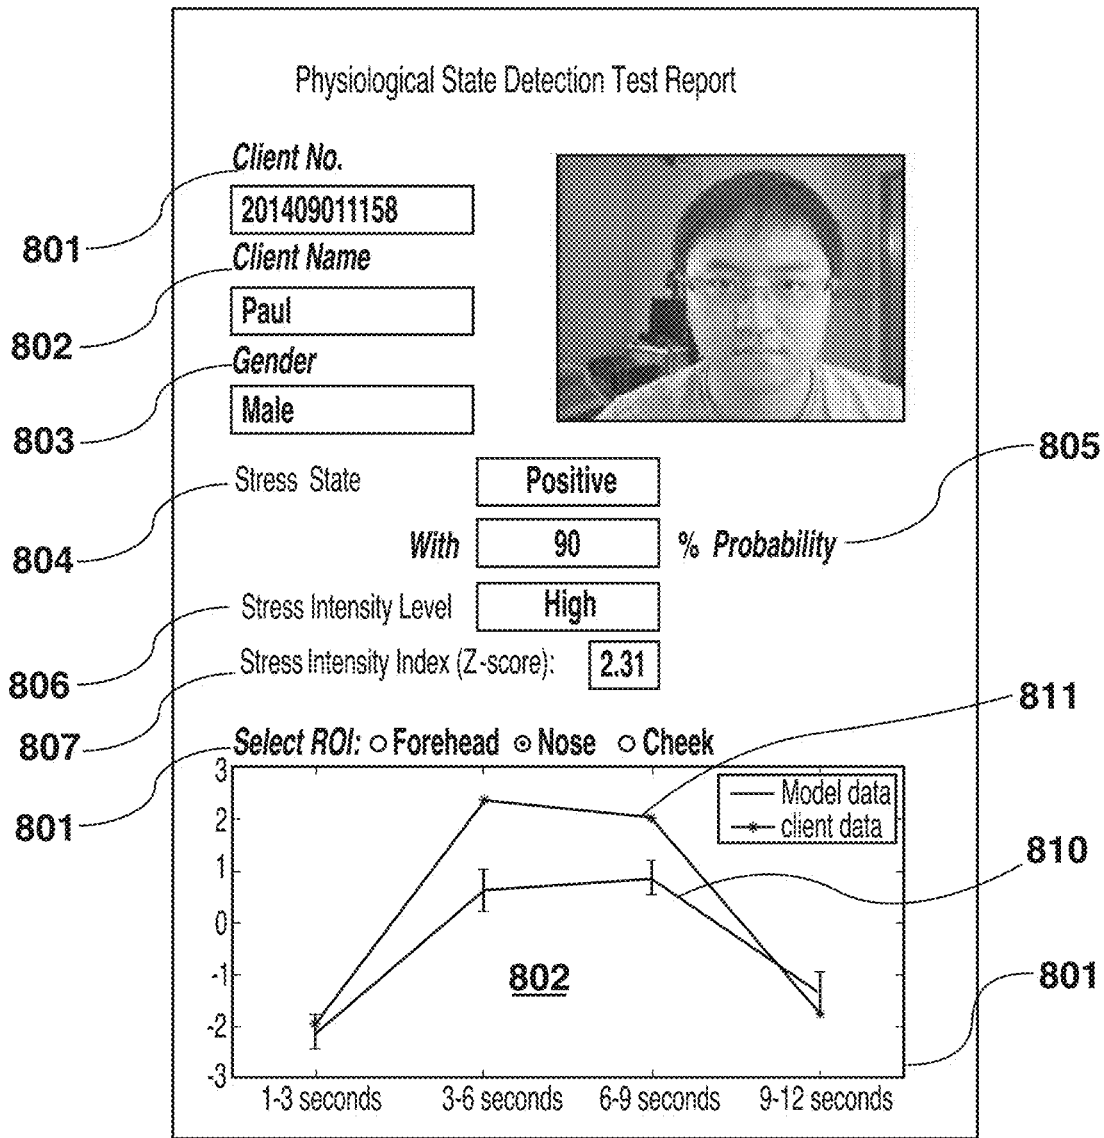 Physiological State Detection Test Report
Client No.
201409011158
801
Client Name
Paul
802
Gender
Male
803
805
Stress State Positive
With 90 % Probability
804
Stress Intensity Level High
Stress Intensity Index (Z-score): 2.31
806
811
807
Select ROI: Forehead Nose Cheek
801
3
2
1
0
-1
-2
-3
Model data
client data
810
802
801
1-3 seconds 3-6 seconds 6-9 seconds 9-12 seconds